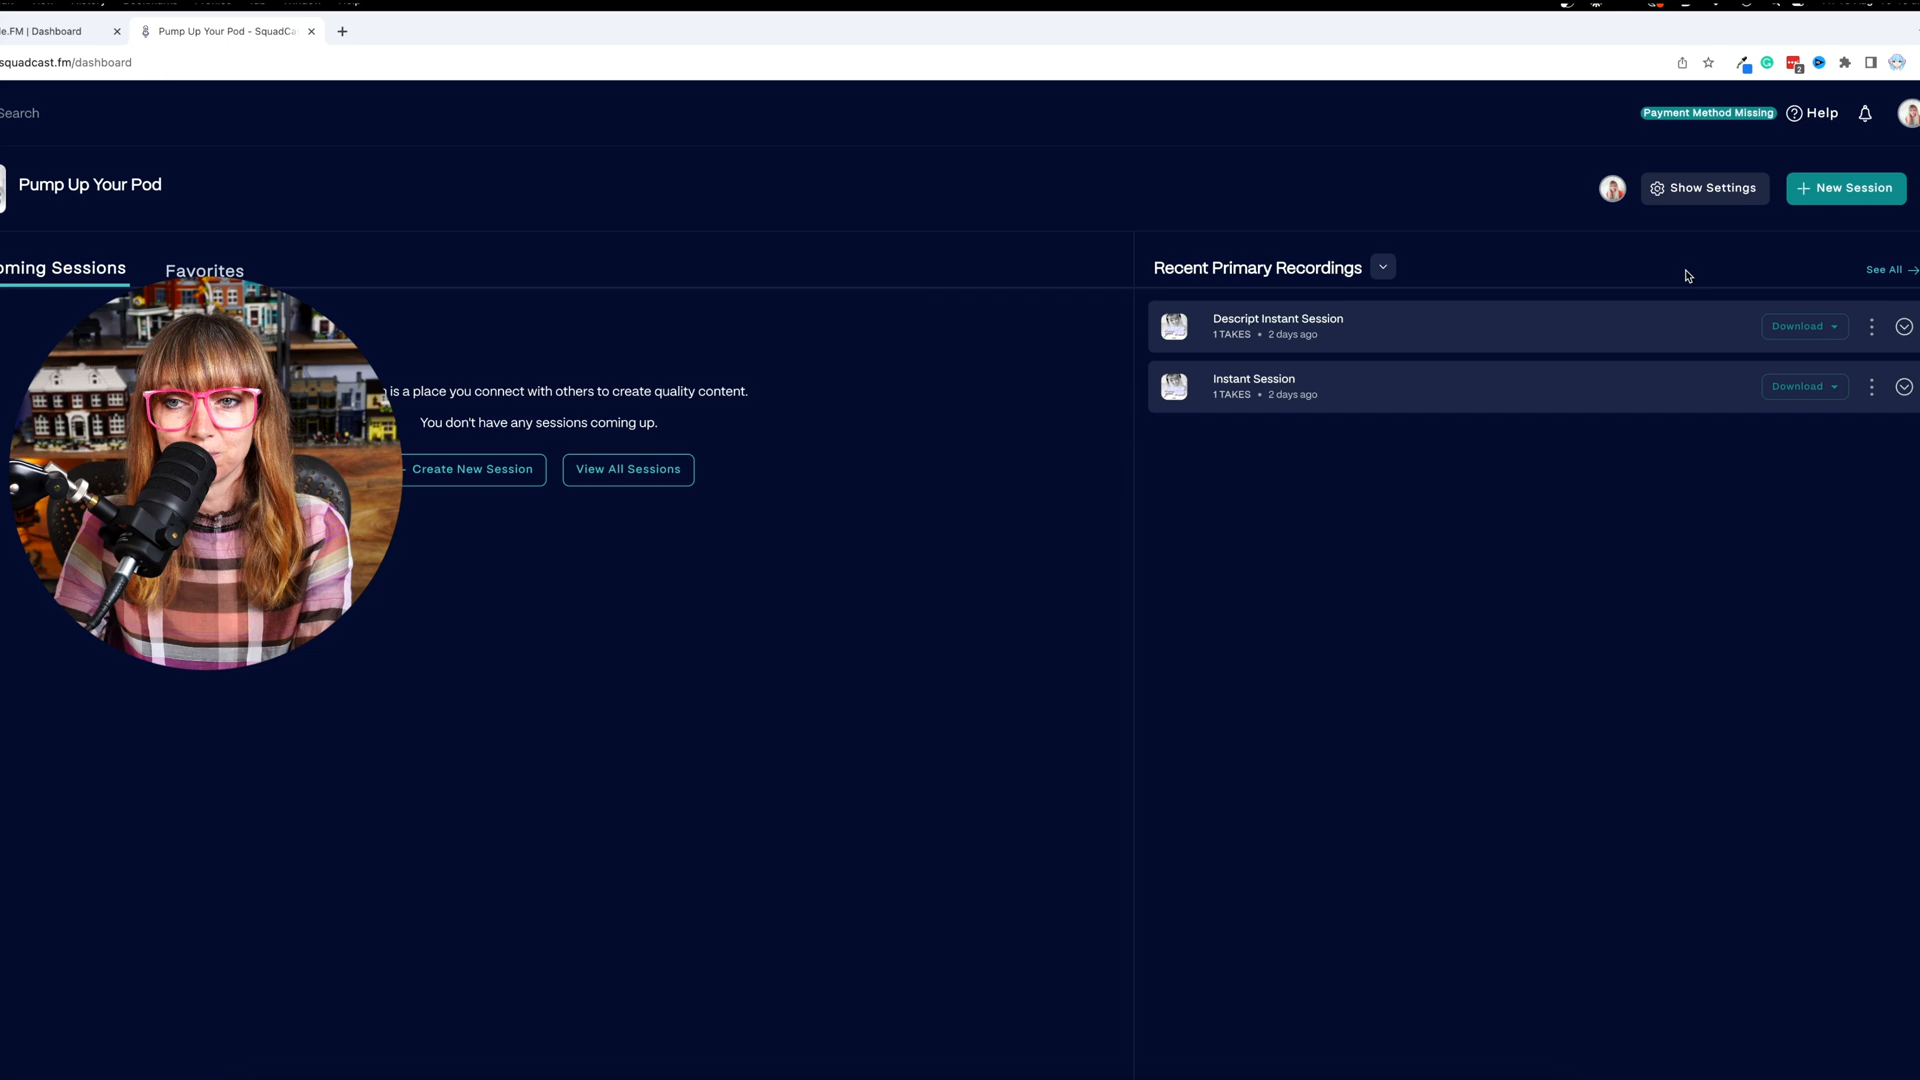 e.FM | Dashboard
Pump Up Your Pod - SquadCa
squadcast.fm/dashboard
2
Search
Payment Method Missing
Help
Pump Up Your Pod
Show Settings
New Session
oming Sessions
Favorites
Recent Primary Recordings
See All
Descript Instant Session
1 TAKES • 2 days ago
Download
Instant Session
1 TAKES • 2 days ago
Download
is a place you connect with others to create quality content.
You don't have any sessions coming up.
Create New Session
View All Sessions